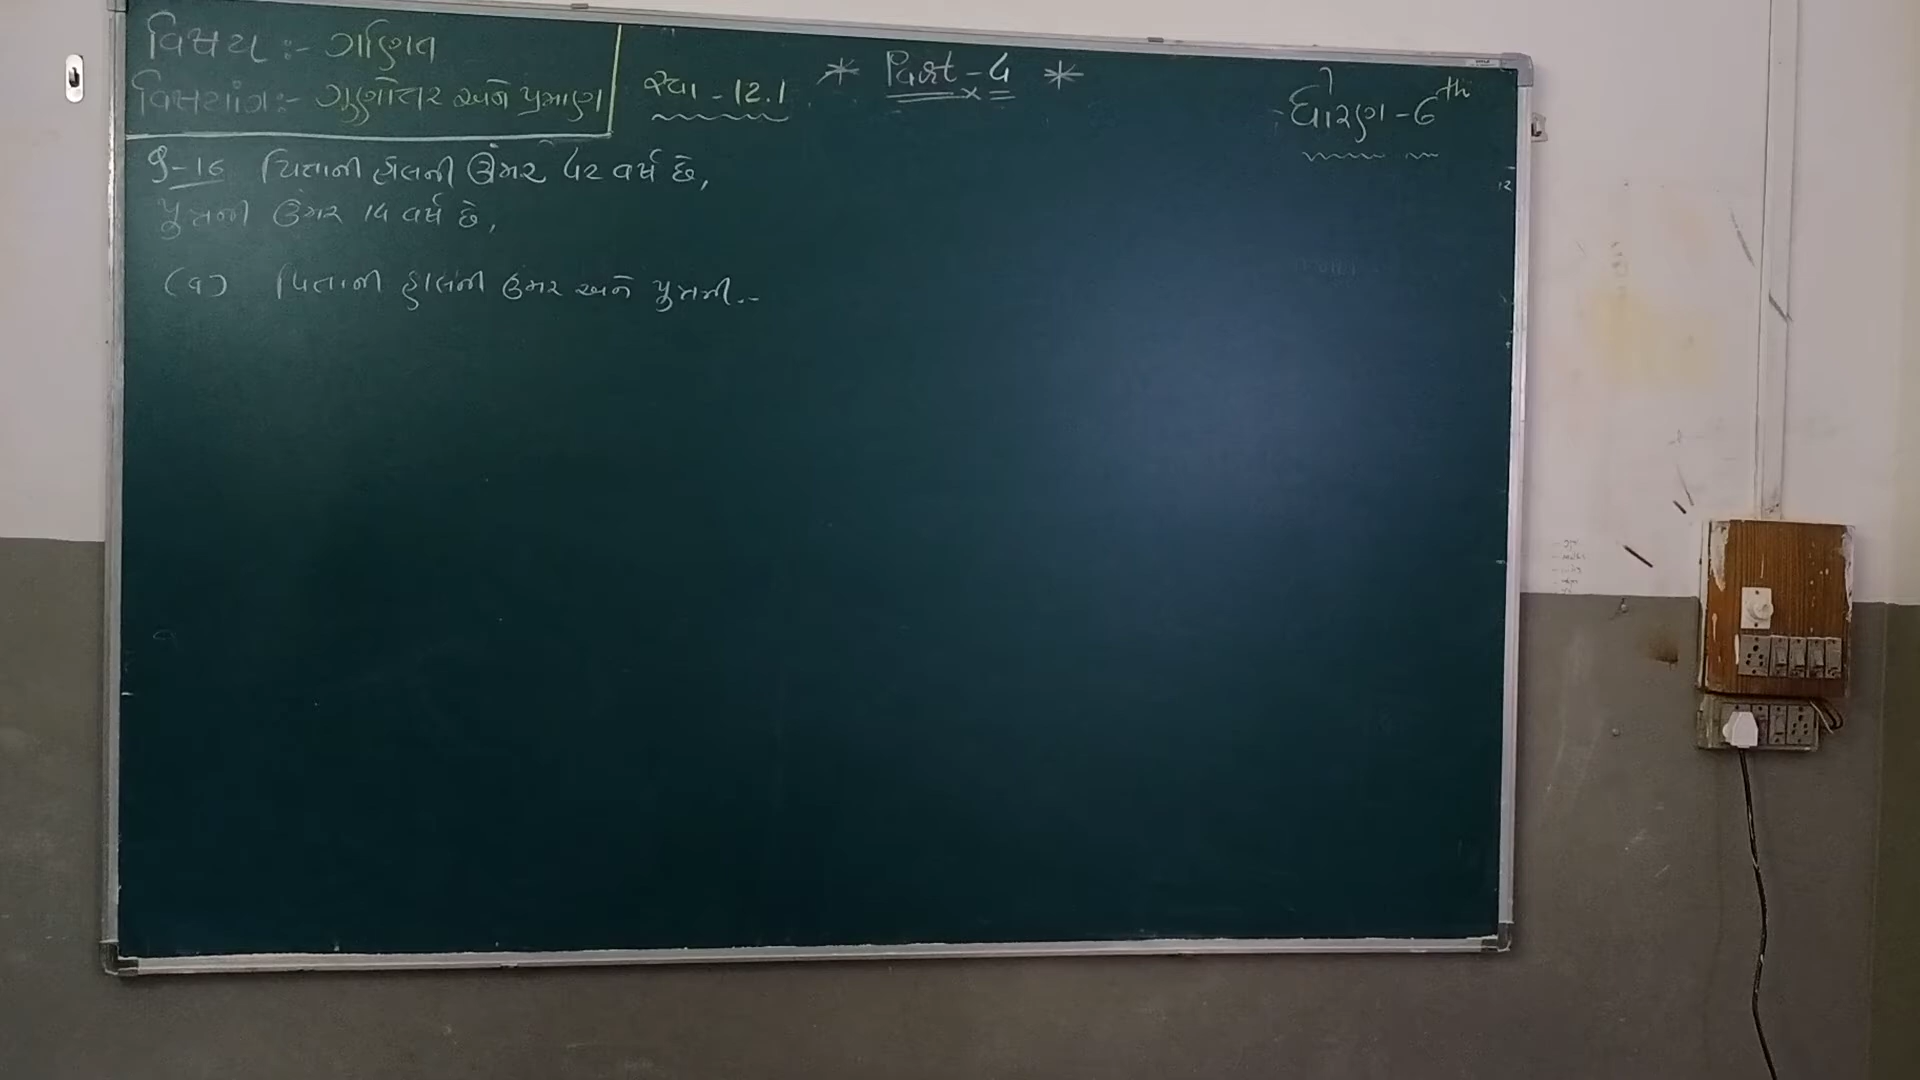 વિષય :- ગણિત
વિષયાંગ :- ગુણોત્તર અને પ્રમાણ
સ્વા - 12.1
* Part - 4 *
ધોરણ - 6th
Q-16 પિતાની હાલની ઉંમર 42 વર્ષ છે,
પુત્રની ઉંમર 14 વર્ષ છે,
(a) પિતાની હાલની ઉંમર અને પુત્રની..
12